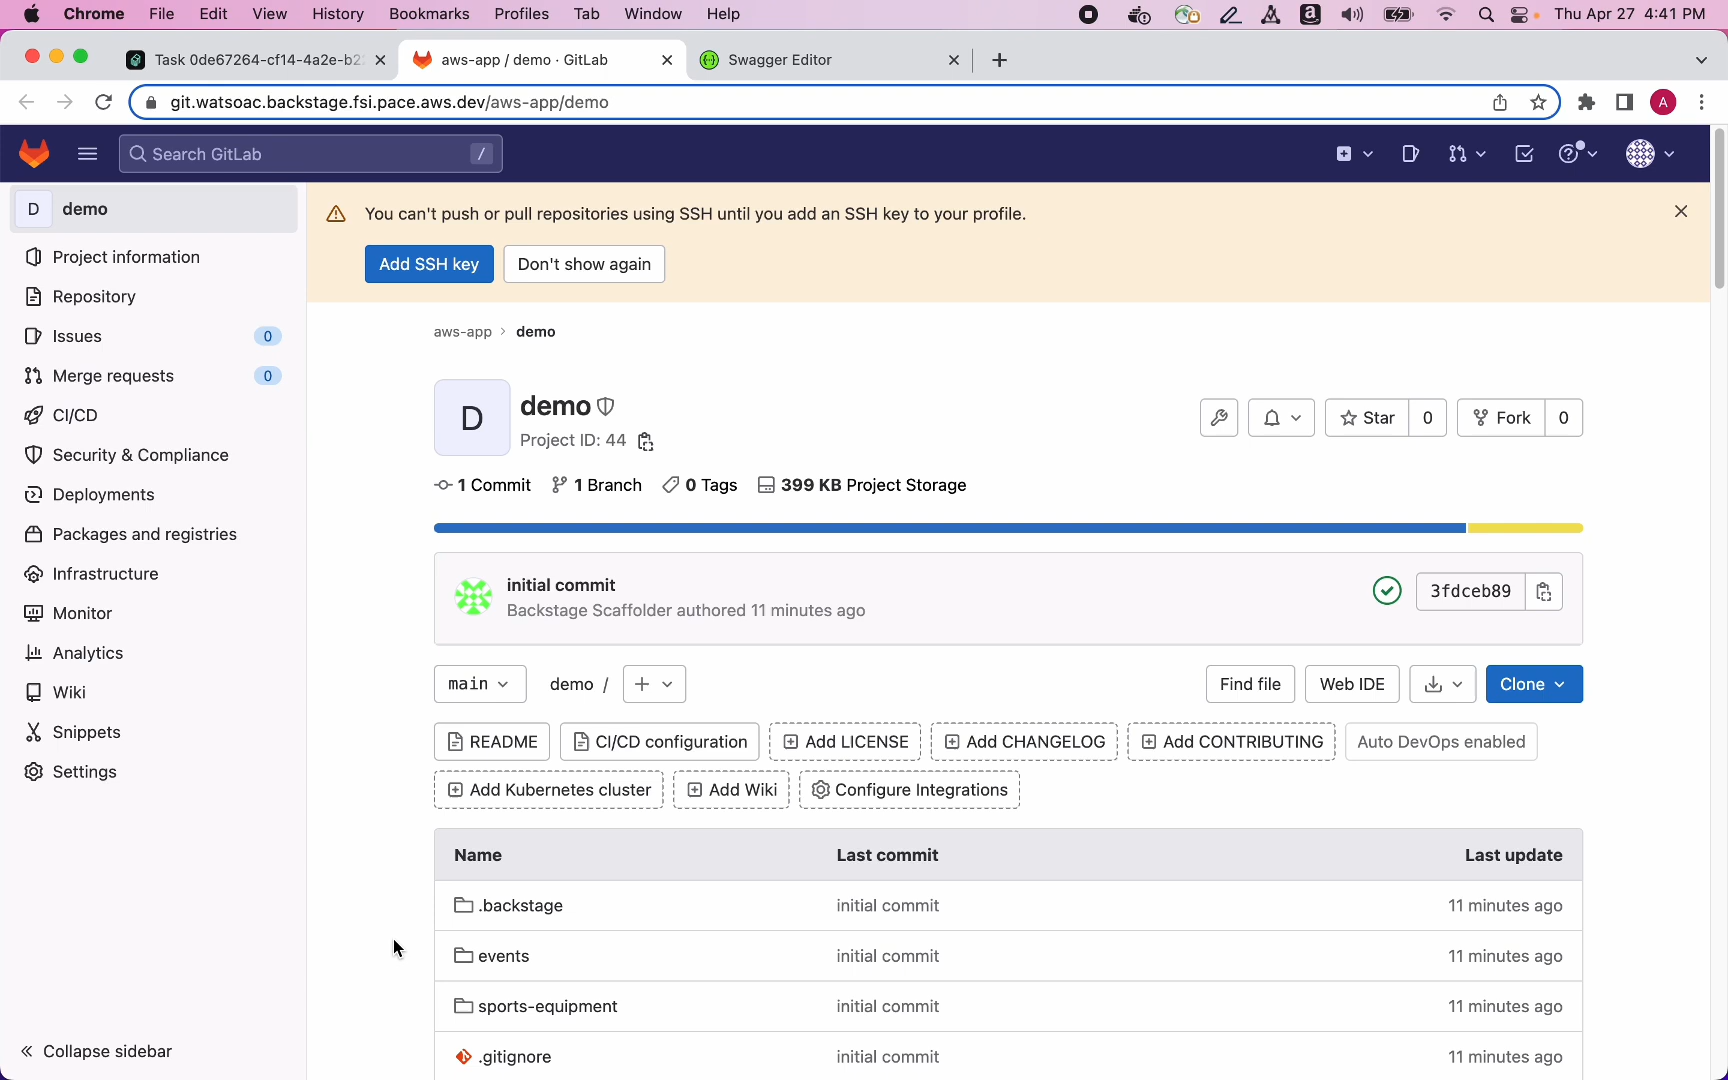 Chrome File Edit View History Bookmarks Profiles Tab Window Help Thu Apr 27 4:41 PM
Task 0de67264-cf14-4a2e-b2 aws-app / demo · GitLab Swagger Editor
git.watsoac.backstage.fsi.pace.aws.dev/aws-app/demo A
Search GitLab /
D demo
Project information
Repository
Issues 0
Merge requests 0
CI/CD
Security & Compliance
Deployments
Packages and registries
Infrastructure
Monitor
Analytics
Wiki
Snippets
Settings
Collapse sidebar
You can't push or pull repositories using SSH until you add an SSH key to your profile.
Add SSH key Don't show again
aws-app > demo
D
demo
Project ID: 44
Star 0 Fork 0
1 Commit 1 Branch 0 Tags 399 KB Project Storage
initial commit
Backstage Scaffolder authored 11 minutes ago
3fdceb89
main demo / Find file Web IDE Clone
README CI/CD configuration Add LICENSE Add CHANGELOG Add CONTRIBUTING Auto DevOps enabled
Add Kubernetes cluster Add Wiki Configure Integrations
Name Last commit Last update
.backstage initial commit 11 minutes ago
events initial commit 11 minutes ago
sports-equipment initial commit 11 minutes ago
.gitignore initial commit 11 minutes ago